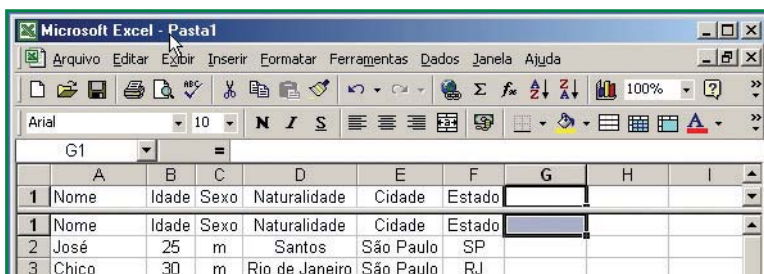 Microsoft Excel - Pasta1
Arquivo Editar Exibir Inserir Formatar Ferramentas Dados Janela Ajuda
ABC Σ fx A Z Z A 100% ?
Arial 10 N I S A
G1 =
A B C D E F G H I
1 Nome Idade Sexo Naturalidade Cidade Estado
1 Nome Idade Sexo Naturalidade Cidade Estado
2 José 25 m Santos São Paulo SP
3 Chico 30 m Rio de Janeiro São Paulo RJ